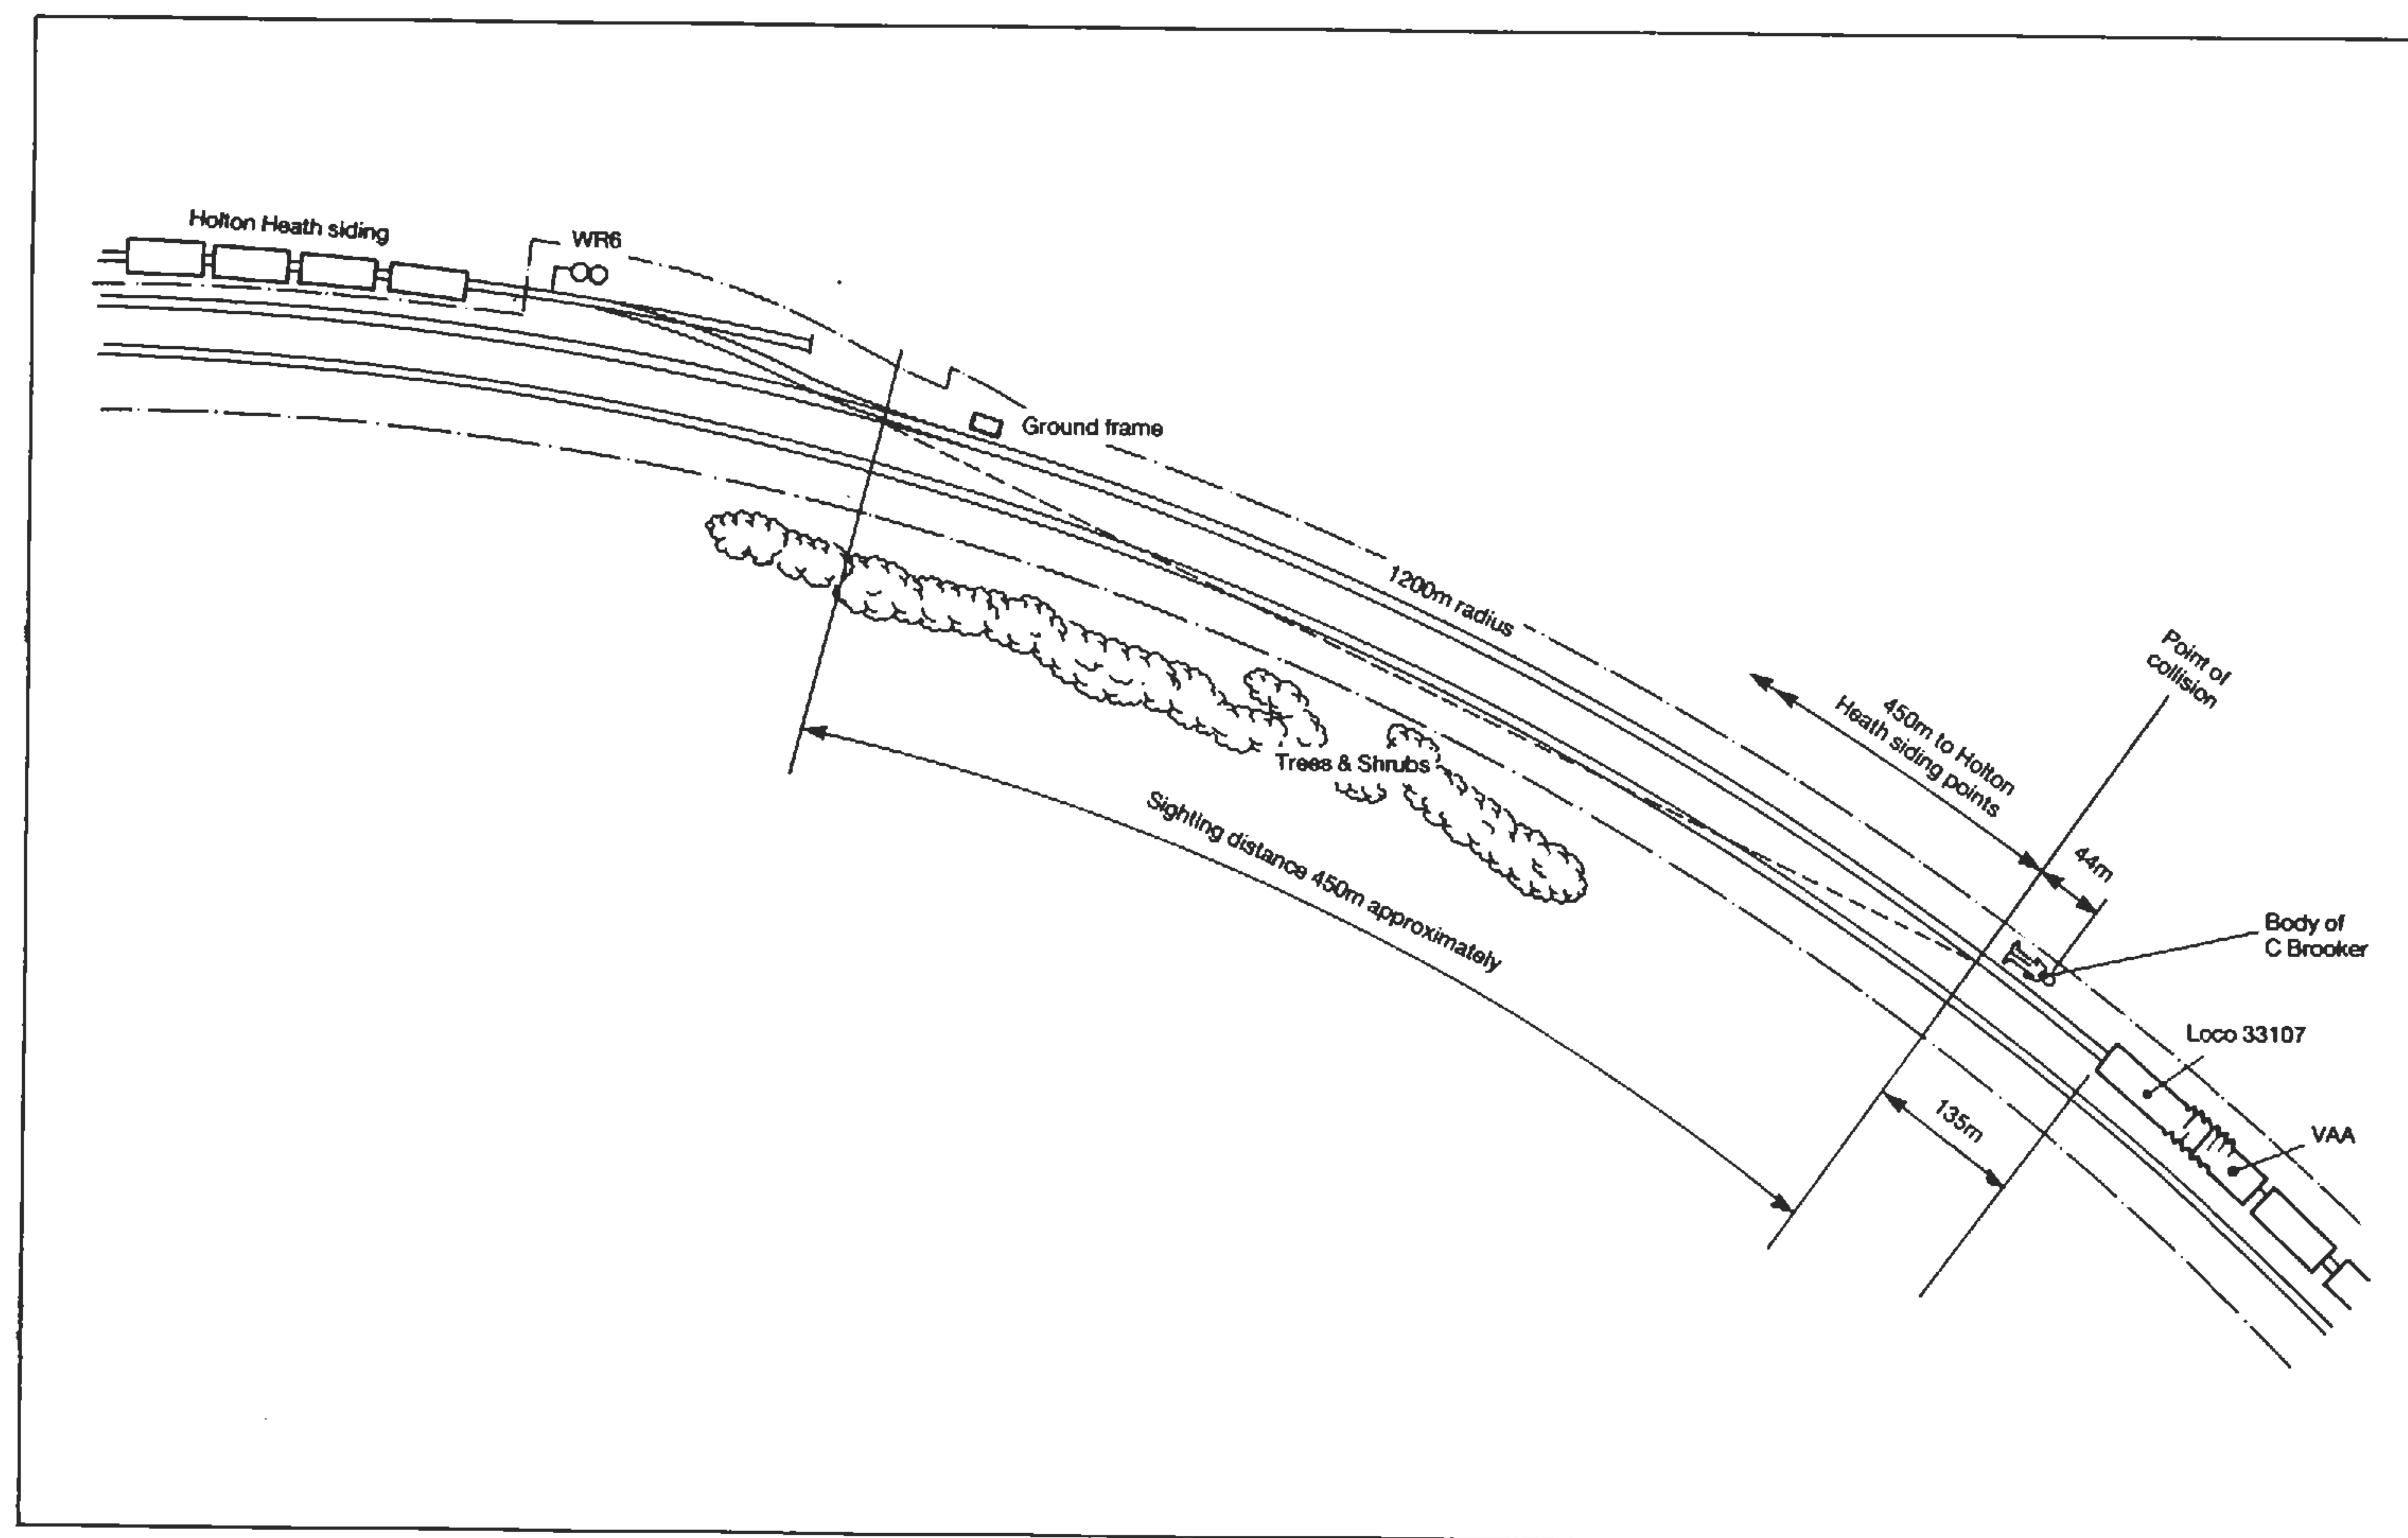 Holton Heath siding
WR6
Ground frame
1200m radius
Point of
collision
450m to Holton
Heath siding points
44m
Trees & Shrubs
Sighting distance 450m approximately
Body of
C Brooker
Loco 33107
135m
VAA